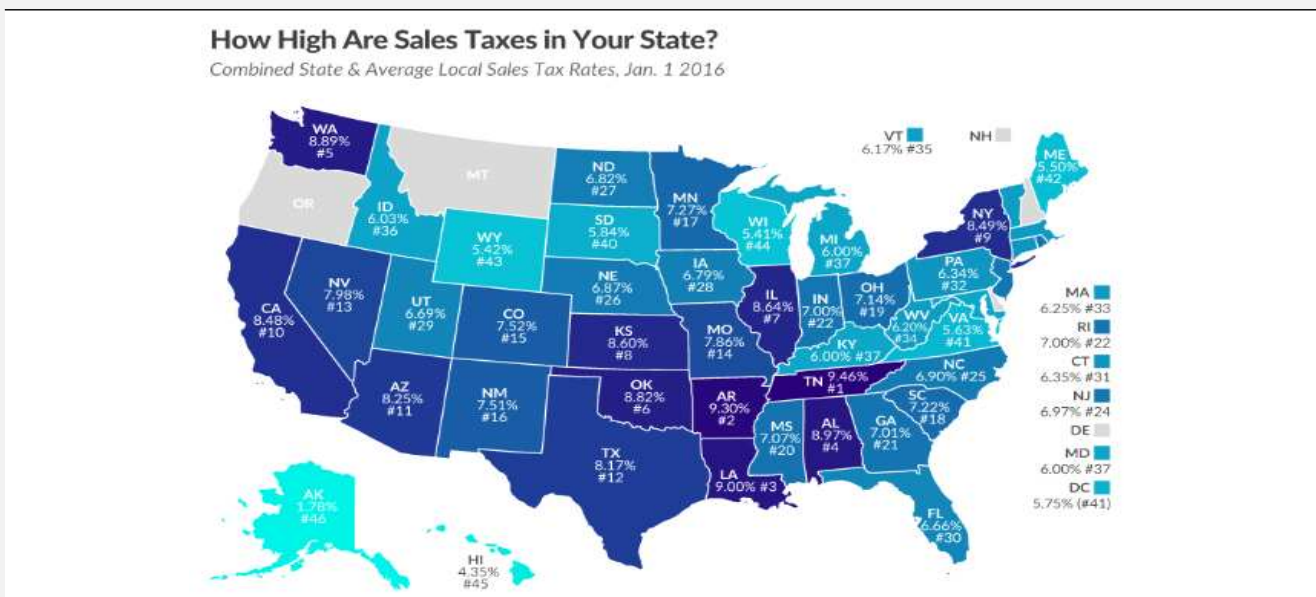 How High Are Sales Taxes in Your State?
Combined State & Average Local Sales Tax Rates, Jan. 1 2016
WA
8.89%
#5
MT
OR
ID
6.03%
#36
WY
5.42%
#43
ND
6.82%
#27
SD
5.84%
#40
NE
6.87%
#26
MN
7.27%
#17
WI
5.41%
#44
IA
6.79%
#28
MI
6.00%
#37
VT
6.17% #35
NH
ME
5.50%
#42
NY
8.49%
#9
PA
6.34%
#32
CA
8.48%
#10
NV
7.98%
#13
UT
6.69%
#29
CO
7.52%
#15
KS
8.60%
#8
MO
7.86%
#14
IL
8.64%
#7
IN
7.00%
#22
OH
7.14%
#19
WV
6.20%
#34
VA
5.63%
#41
KY
6.00% #37
NC
6.90% #25
TN 9.46%
#1
SC
7.22%
#18
AZ
8.25%
#11
NM
7.51%
#16
OK
8.82%
#6
AR
9.30%
#2
MS
7.07%
#20
AL
8.97%
#4
GA
7.01%
#21
TX
8.17%
#12
LA
9.00% #3
FL
6.66%
#30
AK
1.78%
#46
HI
4.35%
#45
MA
6.25% #33
RI
7.00% #22
CT
6.35% #31
NJ
6.97% #24
DE
MD
6.00% #37
DC
5.75% (#41)